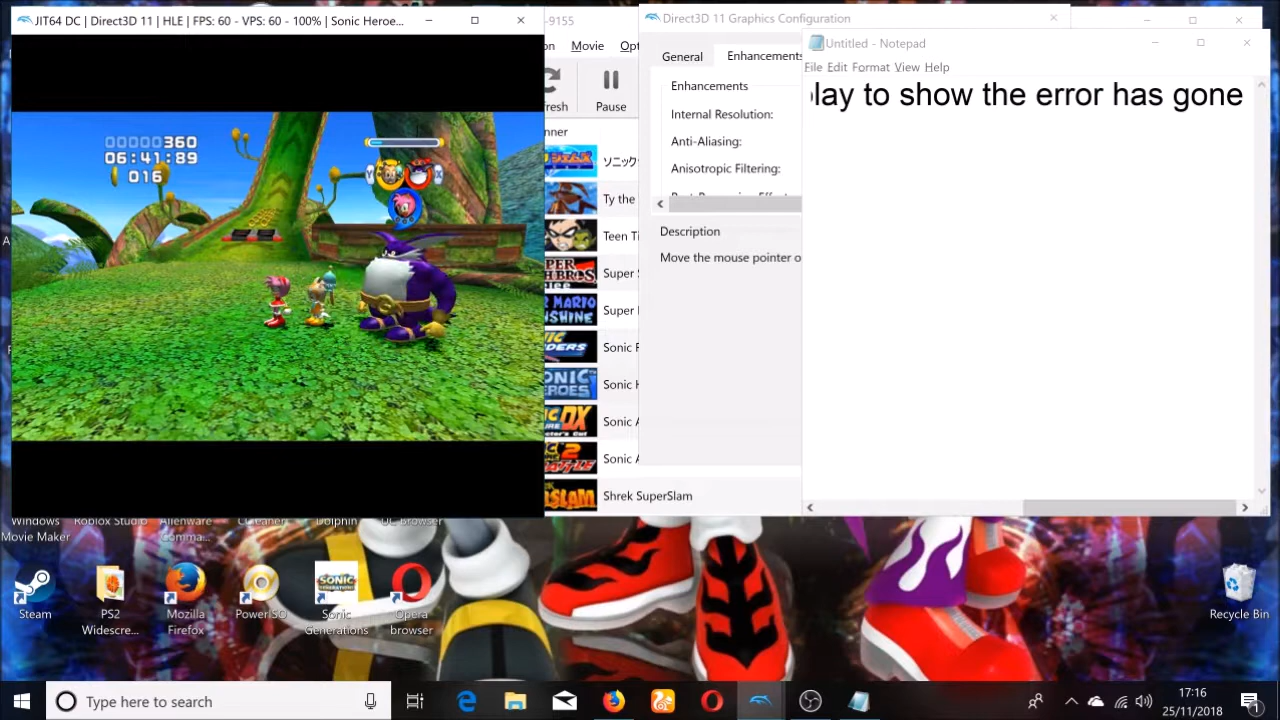 JIT64 DC | Direct3D 11 | HLE | FPS: 60 - VPS: 60 - 100% | Sonic Heroe...
-9155
Direct3D 11 Graphics Configuration
Untitled - Notepad
Movie
General
Enhancements
File Edit Format View Help
Pause
Enhancements
Internal Resolution:
Anti-Aliasing:
Anisotropic Filtering:
Description
Move the mouse pointer o
lay to show the error has gone
00000360
06:41:89
016
ソニック
Ty the
Teen Ti
Super
Super
Sonic
Sonic
Sonic
Sonic
Shrek SuperSlam
Windows Movie Maker
Roblox Studio
Alienware Comma...
CCleaner
Dolphin
UC Browser
Steam
PS2 Widescre...
Mozilla Firefox
PowerISO
Sonic Generations
Opera browser
Recycle Bin
Type here to search
17:16
25/11/2018